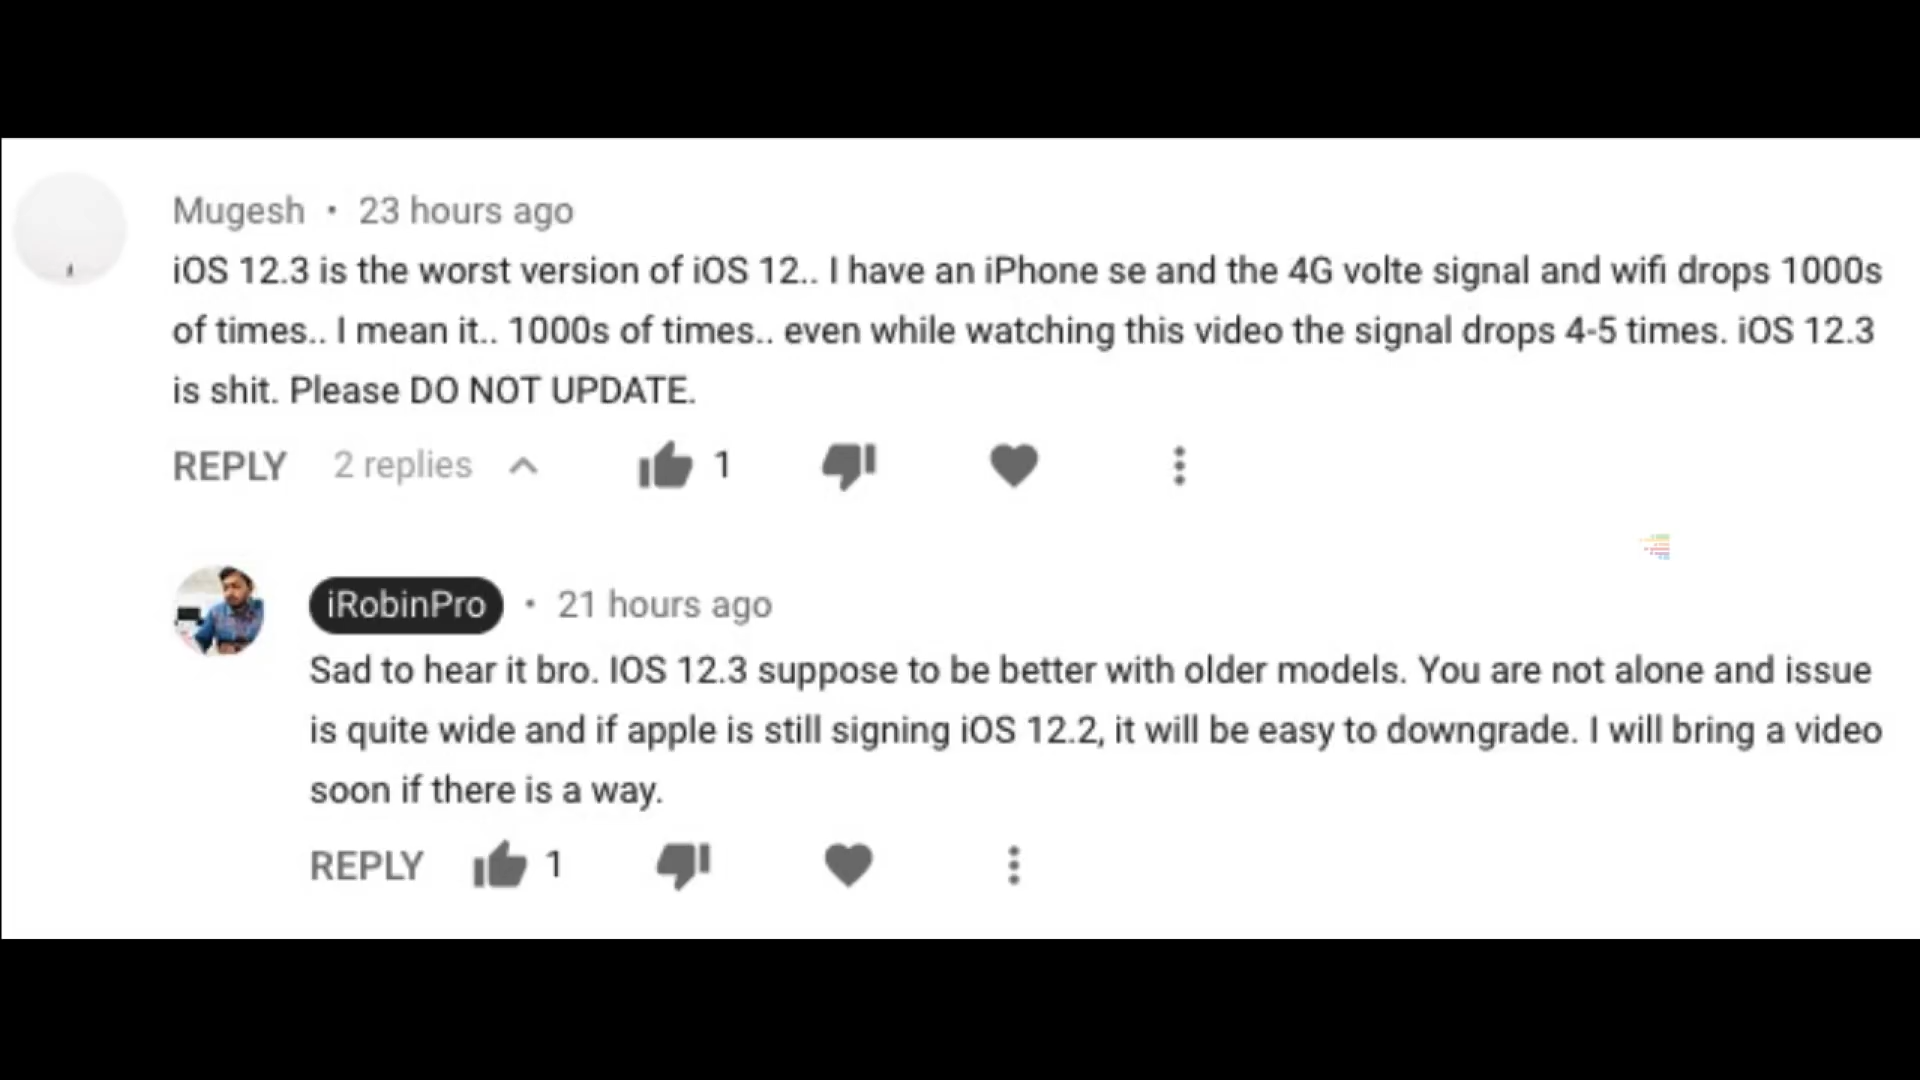 Mugesh • 23 hours ago
iOS 12.3 is the worst version of iOS 12.. I have an iPhone se and the 4G volte signal and wifi drops 1000s
of times.. I mean it.. 1000s of times.. even while watching this video the signal drops 4-5 times. iOS 12.3
is shit. Please DO NOT UPDATE.
REPLY 2 replies 1
iRobinPro • 21 hours ago
Sad to hear it bro. IOS 12.3 suppose to be better with older models. You are not alone and issue
is quite wide and if apple is still signing iOS 12.2, it will be easy to downgrade. I will bring a video
soon if there is a way.
REPLY 1